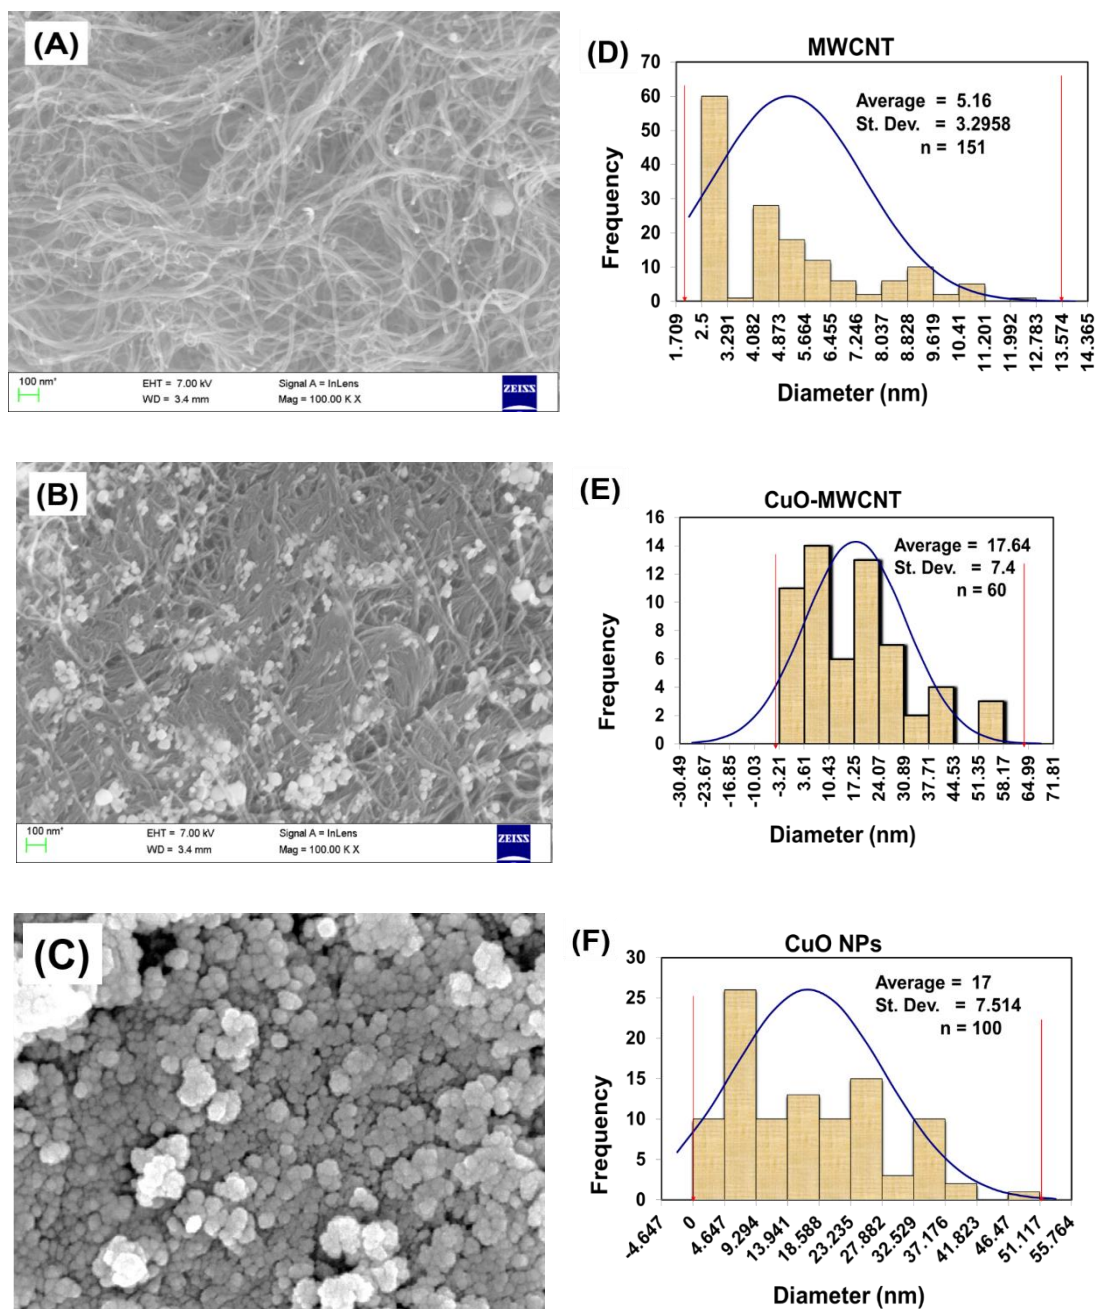 (A)
100 nm*
EHT = 7.00 kV
Signal A = InLens
WD = 3.4 mm
Mag = 100.00 K X
ZEISS
(D)
MWCNT
Average = 5.16
St. Dev. = 3.2958
n = 151
Frequency
70
60
50
40
30
20
10
0
1.709
2.5
3.291
4.082
4.873
5.664
6.455
7.246
8.037
8.828
9.619
10.41
11.201
11.992
12.783
13.574
14.365
Diameter (nm)
(B)
100 nm*
EHT = 7.00 kV
Signal A = InLens
WD = 3.4 mm
Mag = 100.00 K X
ZEISS
(E)
CuO-MWCNT
Average = 17.64
St. Dev. = 7.4
n = 60
Frequency
16
14
12
10
8
6
4
2
0
-30.49
-23.67
-16.85
-10.03
-3.21
3.61
10.43
17.25
24.07
30.89
37.71
44.53
51.35
58.17
64.99
71.81
Diameter (nm)
(C)
(F)
CuO NPs
Average = 17
St. Dev. = 7.514
n = 100
Frequency
30
25
20
15
10
5
0
-4.647
0
4.647
9.294
13.941
18.588
23.235
27.882
32.529
37.176
41.823
46.47
51.117
55.764
Diameter (nm)